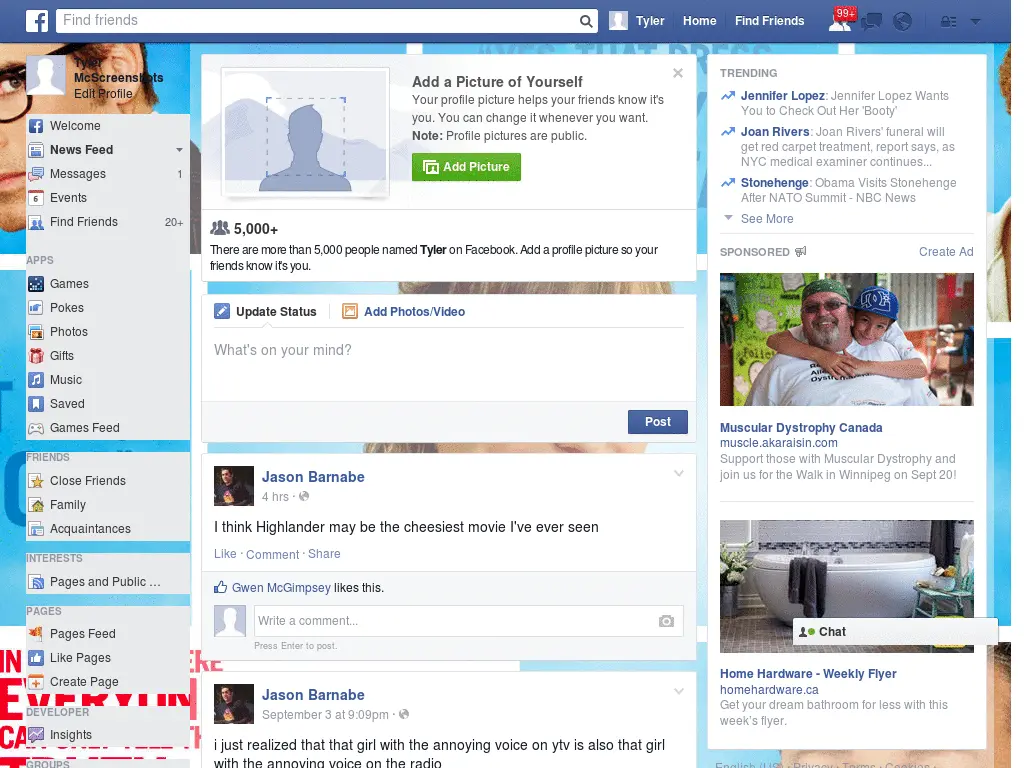 Find friends
Tyler
Home
Find Friends
99+
Tyler
McScreenshots
Edit Profile
Welcome
News Feed
Messages 1
6 Events
Find Friends 20+
APPS
Games
Pokes
Photos
Gifts
Music
Saved
Games Feed
FRIENDS
Close Friends
Family
Acquaintances
INTERESTS
Pages and Public ...
PAGES
Pages Feed
Like Pages
Create Page
DEVELOPER
Insights
GROUPS
"YES, THAT DRESS
Add a Picture of Yourself
Your profile picture helps your friends know it's
you. You can change it whenever you want.
Note: Profile pictures are public.
Add Picture
5,000+
There are more than 5,000 people named Tyler on Facebook. Add a profile picture so your
friends know it's you.
Update Status
Add Photos/Video
What's on your mind?
Post
Jason Barnabe
4 hrs ·
I think Highlander may be the cheesiest movie I've ever seen
Like · Comment · Share
Gwen McGimpsey likes this.
Write a comment...
Press Enter to post.
Jason Barnabe
September 3 at 9:09pm ·
i just realized that that girl with the annoying voice on ytv is also that girl
with the annoying voice on the radio
TRENDING
Jennifer Lopez: Jennifer Lopez Wants
You to Check Out Her 'Booty'
Joan Rivers: Joan Rivers' funeral will
get red carpet treatment, report says, as
NYC medical examiner continues...
Stonehenge: Obama Visits Stonehenge
After NATO Summit - NBC News
See More
SPONSORED
Create Ad
Muscular Dystrophy Canada
muscle.akaraisin.com
Support those with Muscular Dystrophy and
join us for the Walk in Winnipeg on Sept 20!
Chat
Home Hardware - Weekly Flyer
homehardware.ca
Get your dream bathroom for less with this
week's flyer.
English (US) · Privacy · Terms · Cookies ·